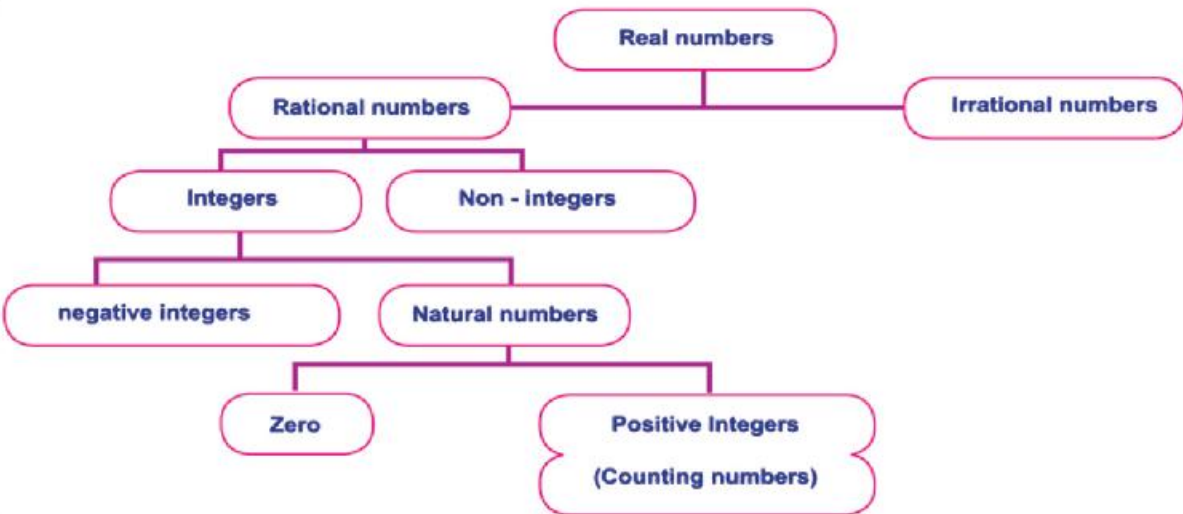 Real numbers
Rational numbers
Irrational numbers
Integers
Non - integers
negative integers
Natural numbers
Zero
Positive Integers
(Counting numbers)